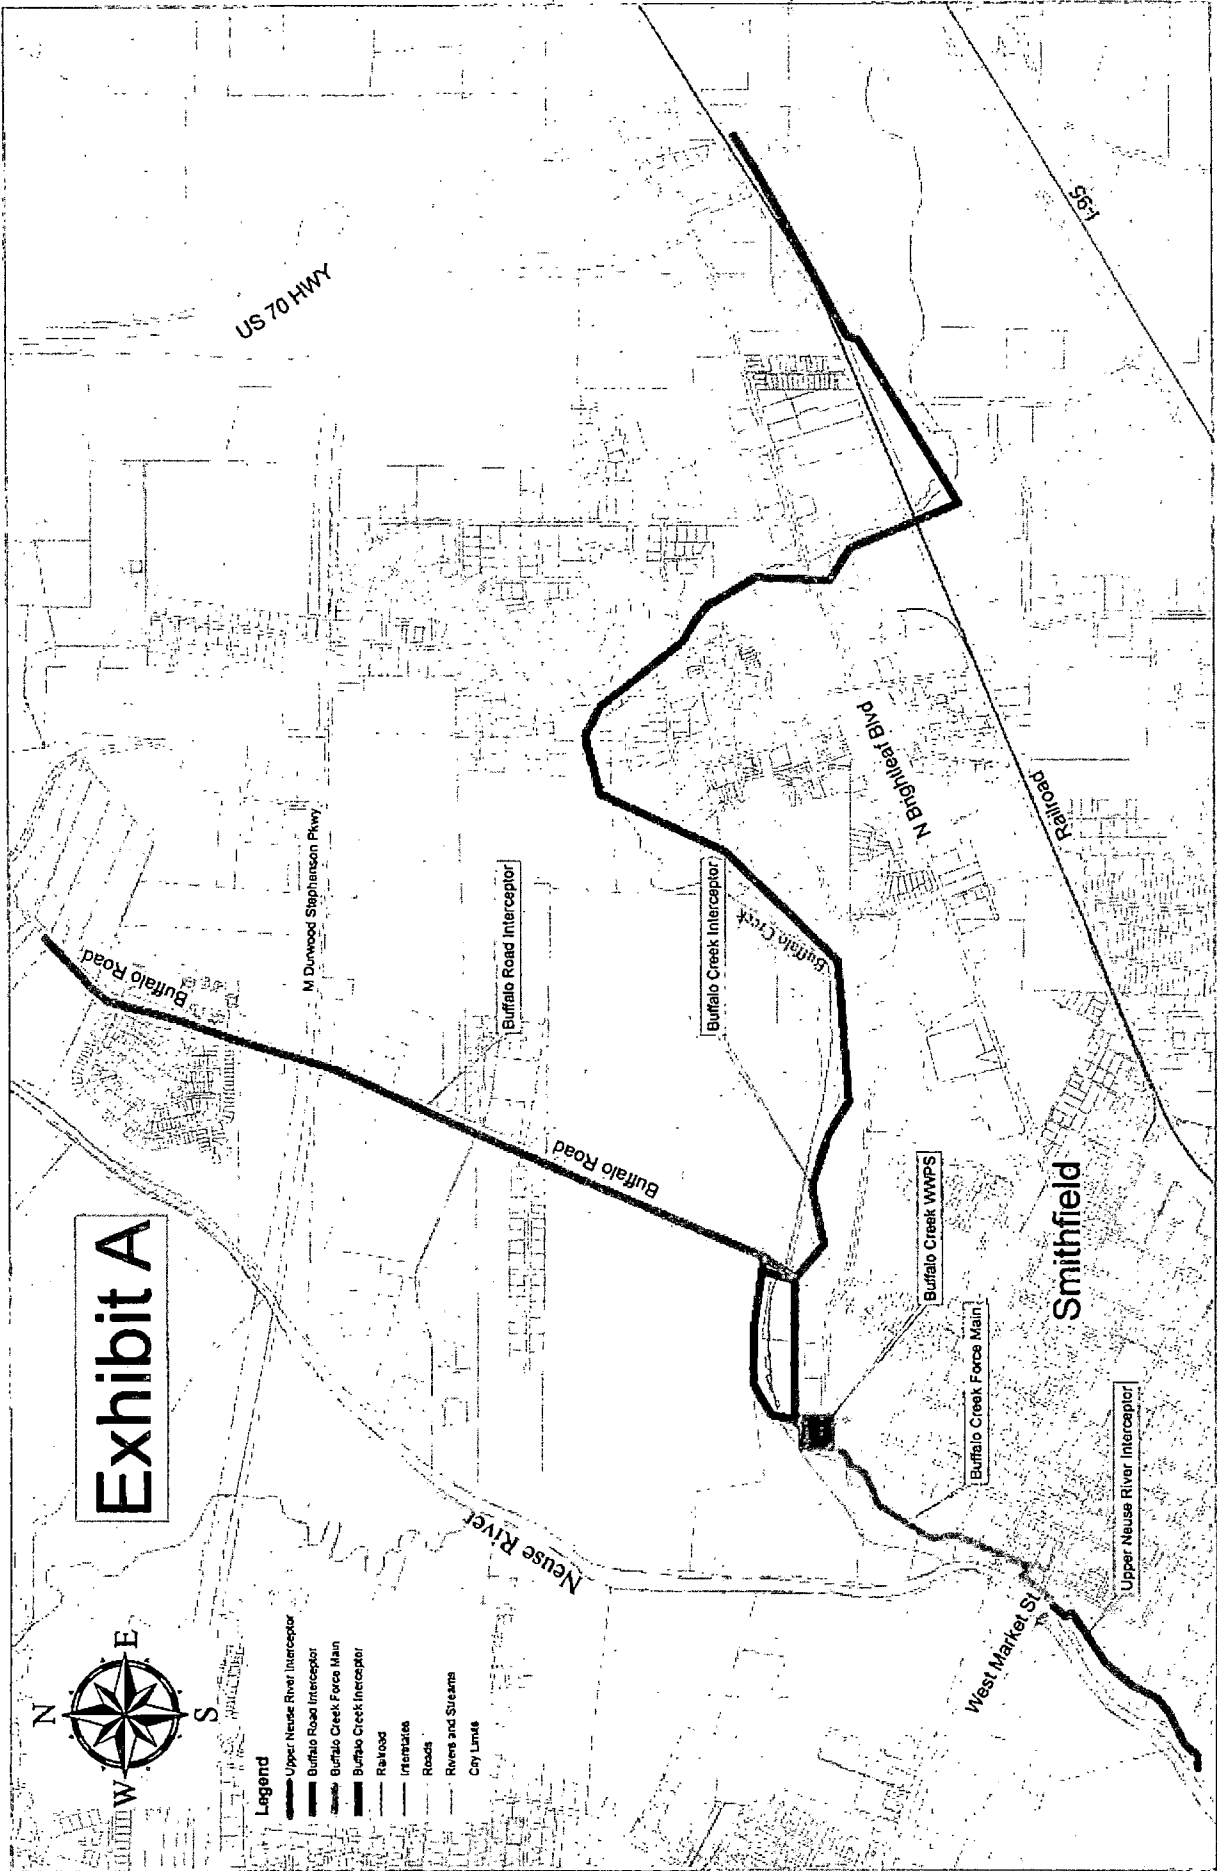 Exhibit A
N
W
E
S
Legend
Upper Neuse River Interceptor
Buffalo Road Interceptor
Buffalo Creek Force Main
Buffalo Creek Inerceptor
Railroad
Interstates
Roads
Rivers and Streams
City Limits
US 70 HWY
I-95
Buffalo Road
M Durwood Stephenson Pkwy
Buffalo Road Interceptor
Buffalo Road
Buffalo Creek Interceptor
Buffalo Creek
N Brightleaf Blvd
Railroad
Neuse River
Buffalo Creek WWPS
Smithfield
Buffalo Creek Force Main
West Market St
Upper Neuse River Interceptor